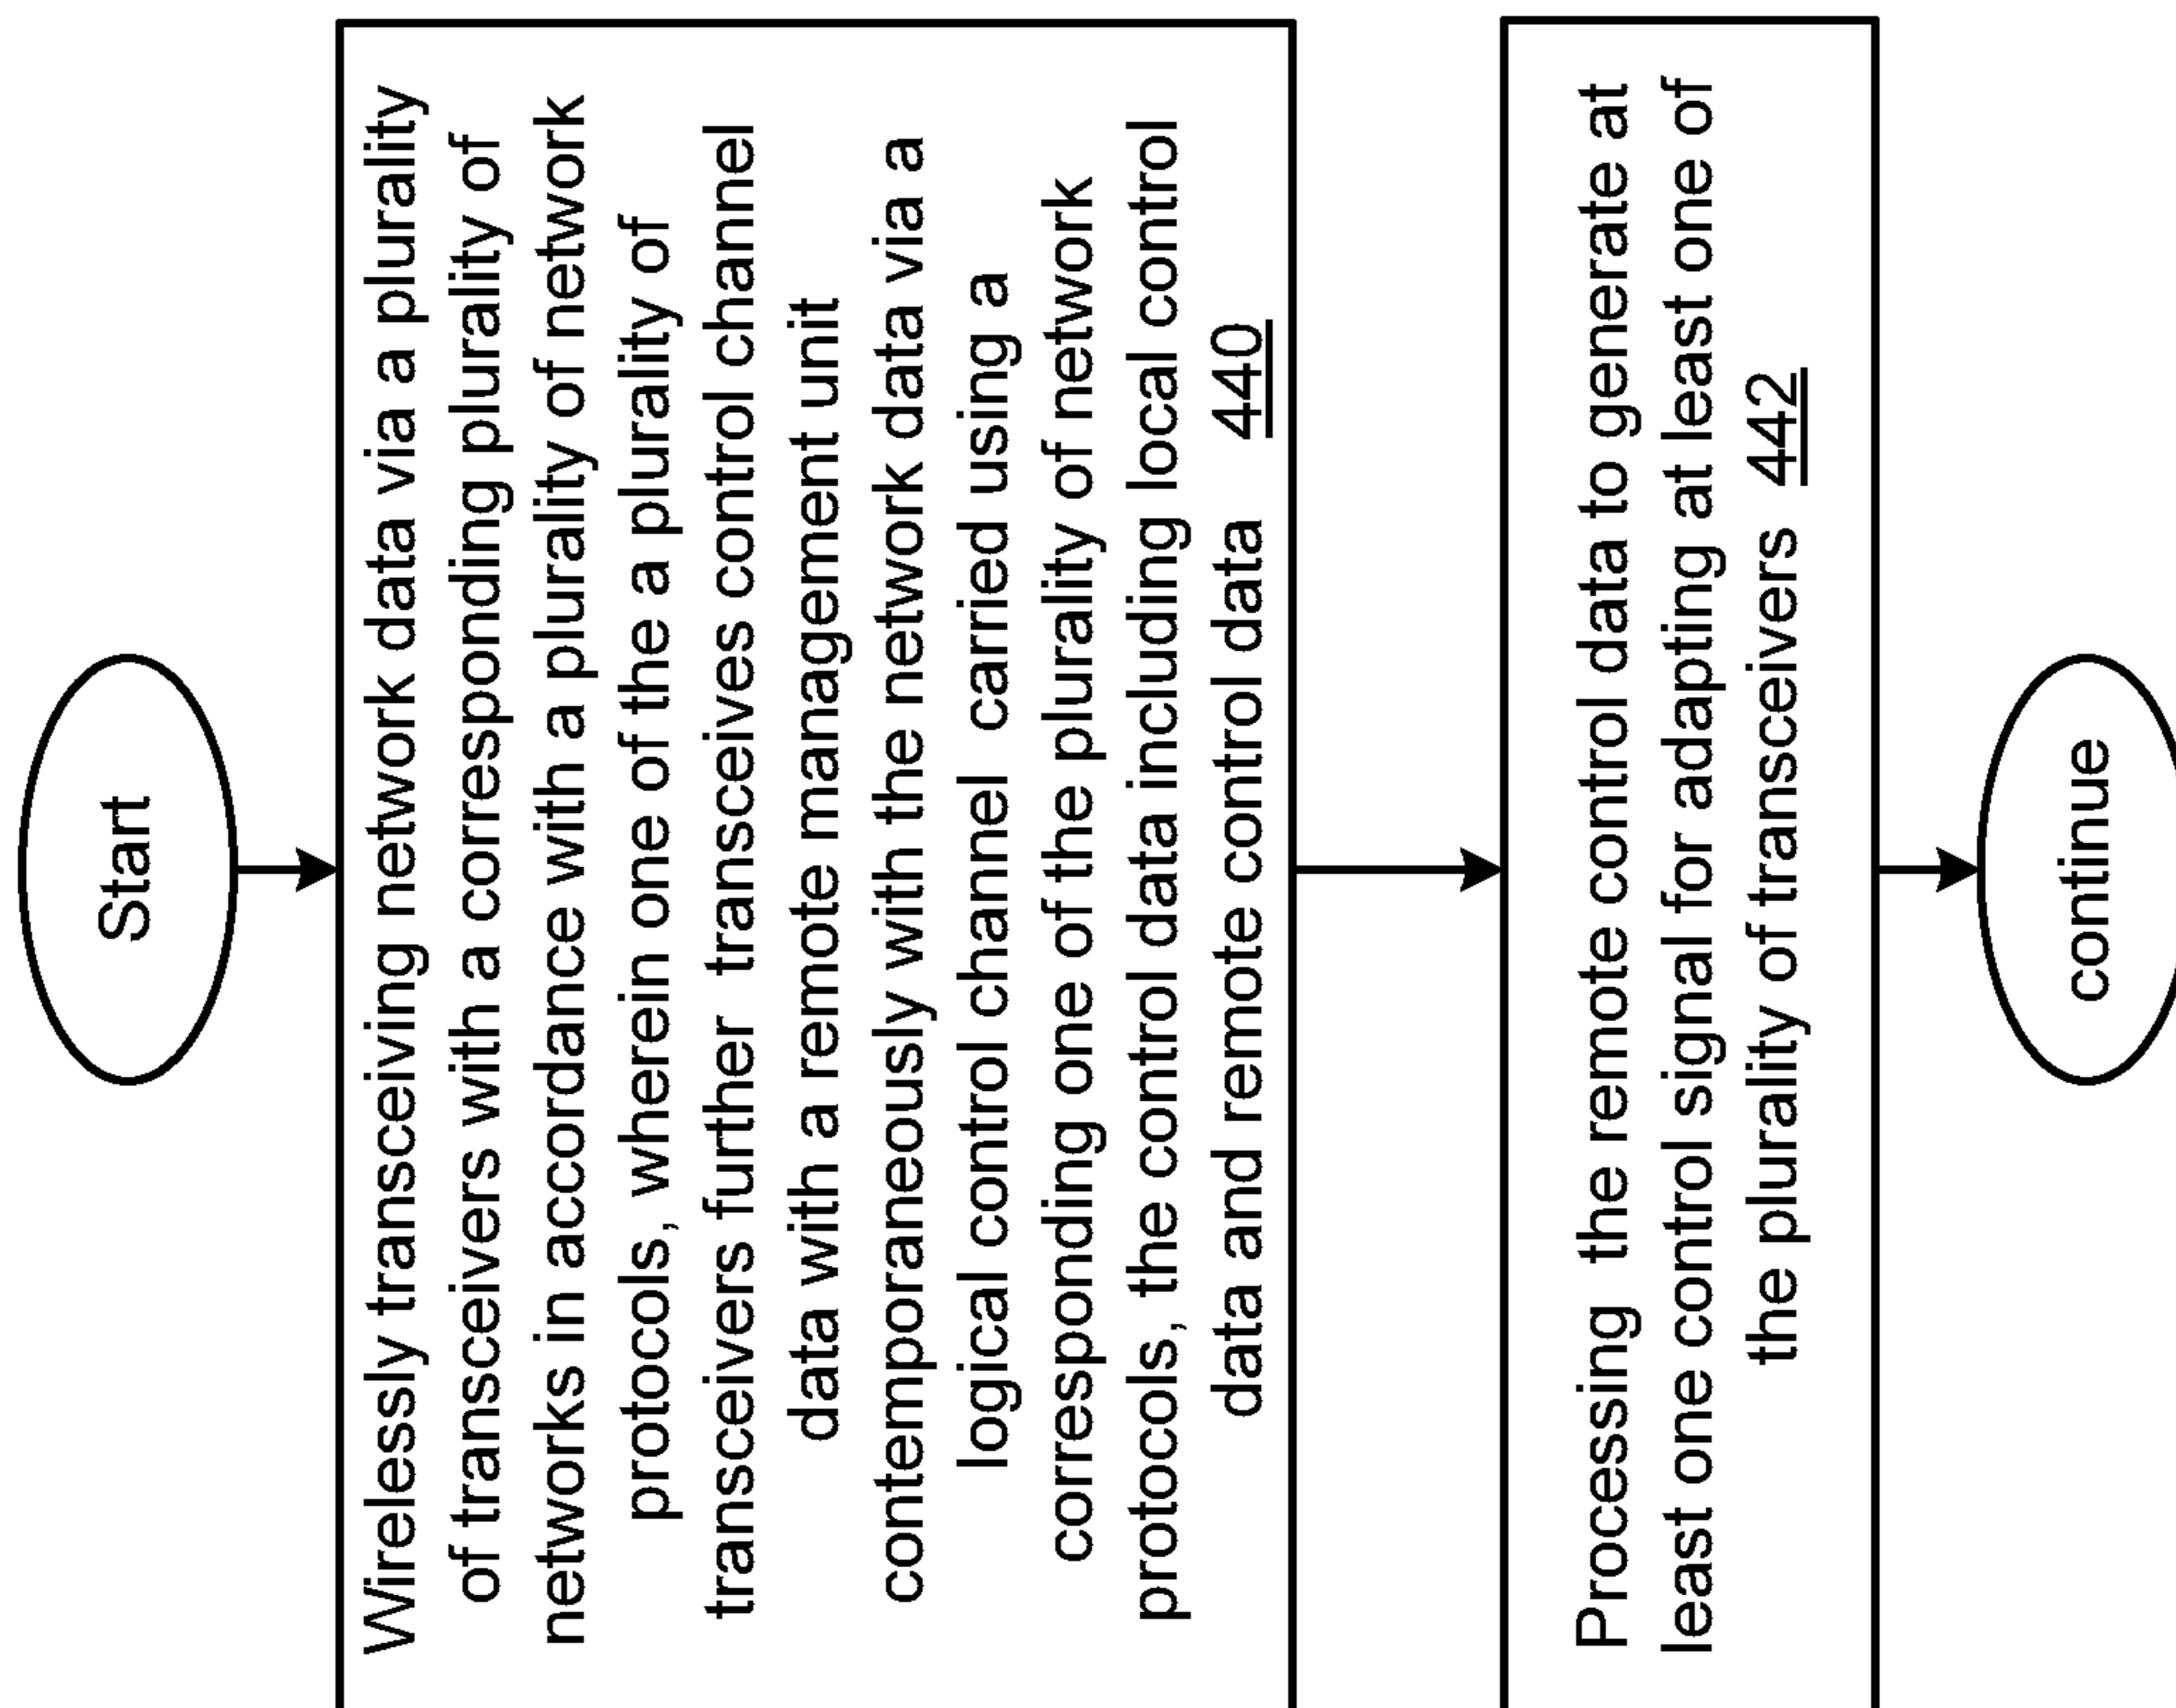 Start
Wirelessly transceiving network data via a plurality
of transceivers with a corresponding plurality of
networks in accordance with a plurality of network
protocols, wherein one of the a plurality of
transceivers further transceives control channel
data with a remote management unit
contemporaneously with the network data via a
logical control channel carried using a
corresponding one of the plurality of network
protocols, the control data including local control
data and remote control data 440
Processing the remote control data to generate at
least one control signal for adapting at least one of
the plurality of transceivers 442
continue